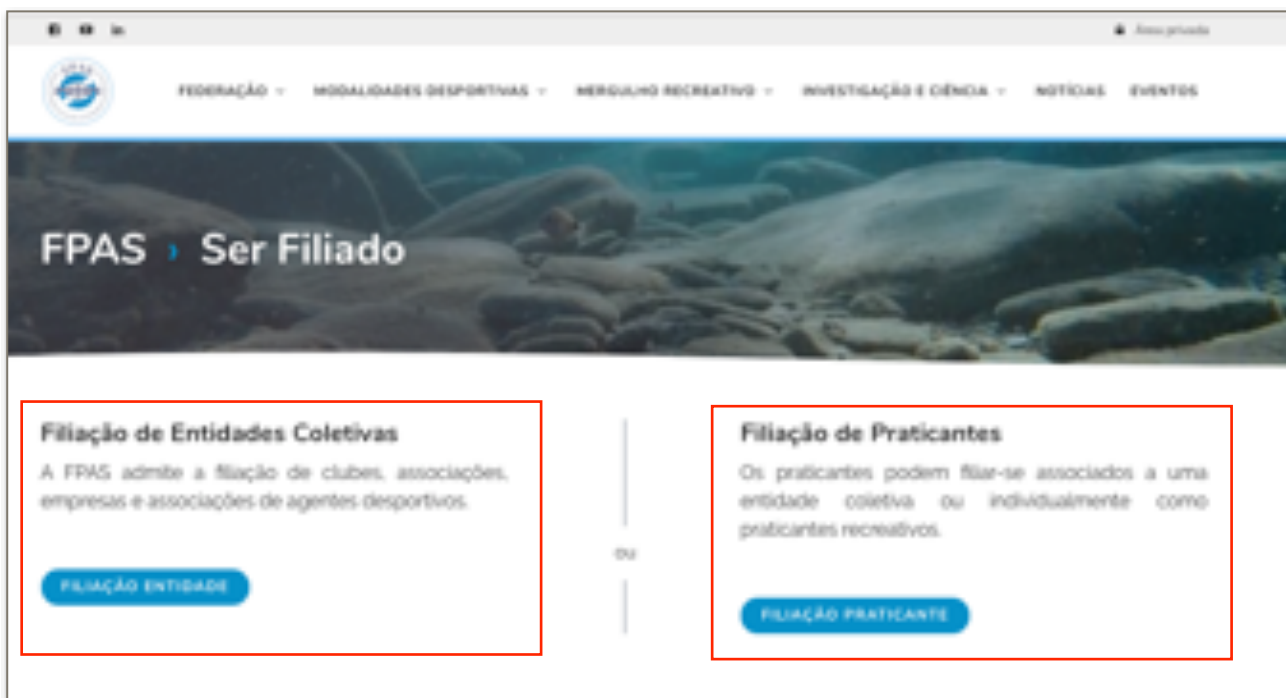 Área privada
FEDERAÇÃO MODALIDADES DESPORTIVAS MERGULHO RECREATIVO INVESTIGAÇÃO E CIÊNCIA NOTÍCIAS EVENTOS
FPAS › Ser Filiado
Filiação de Entidades Coletivas
A FPAS admite a filiação de clubes, associações,
empresas e associações de agentes desportivos.
FILIAÇÃO ENTIDADE
ou
Filiação de Praticantes
Os praticantes podem filiar-se associados a uma
entidade coletiva ou individualmente como
praticantes recreativos.
FILIAÇÃO PRATICANTE